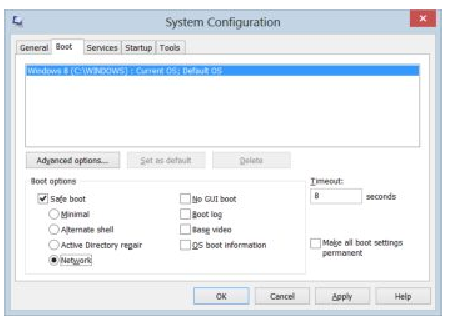 System Configuration
General Boot Services Startup Tools
Windows 8 (C:\WINDOWS) : Current OS; Default OS
Advanced options... Set as default Delete
Boot options
Timeout:
Safe boot
No GUI boot
8 seconds
Minimal
Boot log
Alternate shell
Base video
Active Directory repair
OS boot information
Make all boot settings
permanent
Network
OK Cancel Apply Help